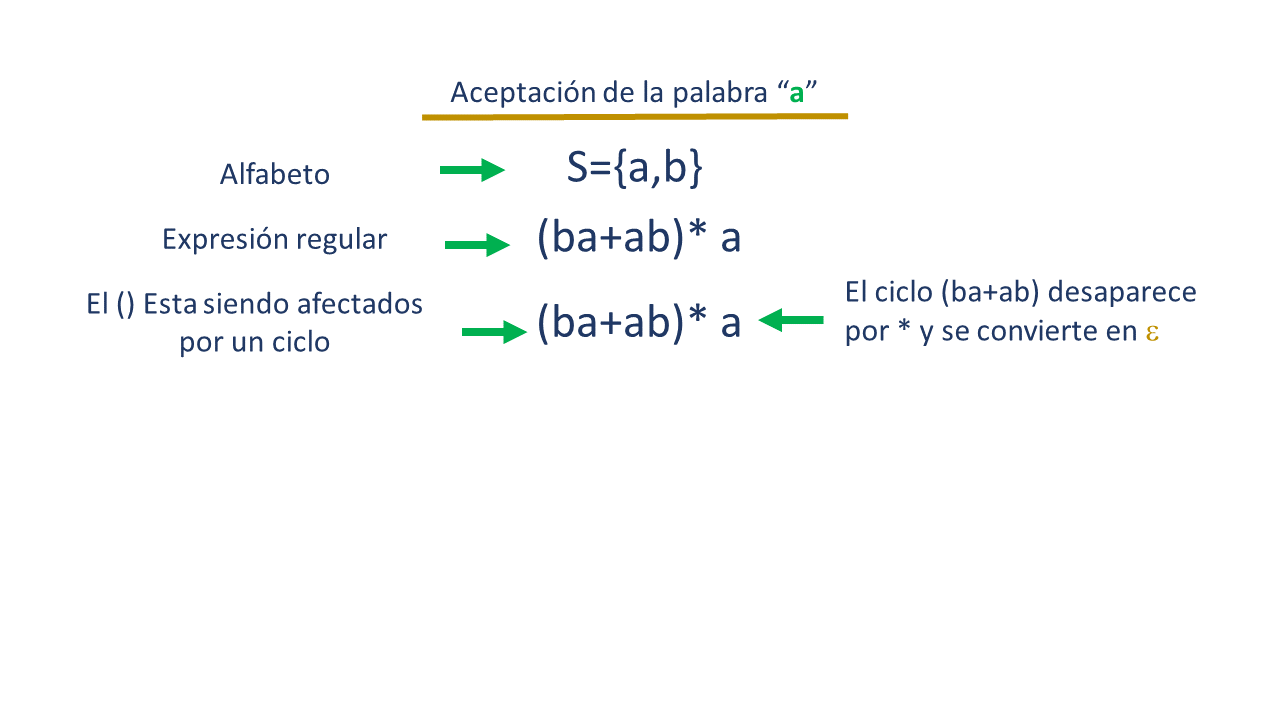 Aceptación de la palabra “a”
Alfabeto
S={a,b}
Expresión regular
(ba+ab)* a
El () Esta siendo afectados
por un ciclo
(ba+ab)* a
El ciclo (ba+ab) desaparece
por * y se convierte en ε